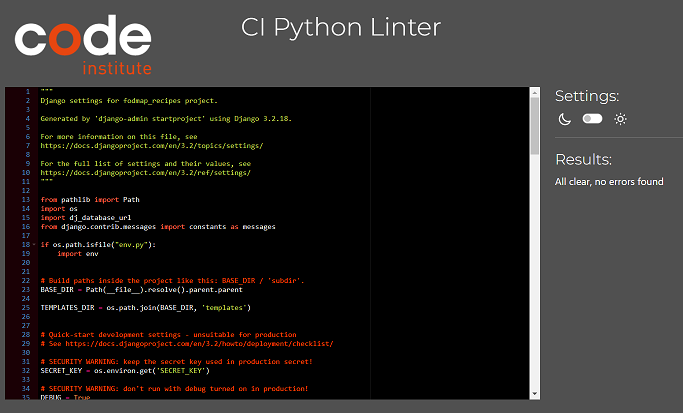 code
institute
CI Python Linter
1 """
2 Django settings for fodmap_recipes project.
3
4 Generated by 'django-admin startproject' using Django 3.2.18.
5
6 For more information on this file, see
7 https://docs.djangoproject.com/en/3.2/topics/settings/
8
9 For the full list of settings and their values, see
10 https://docs.djangoproject.com/en/3.2/ref/settings/
11 """
12
13 from pathlib import Path
14 import os
15 import dj_database_url
16 from django.contrib.messages import constants as messages
17
18 if os.path.isfile("env.py"):
19     import env
20
21
22 # Build paths inside the project like this: BASE_DIR / 'subdir'.
23 BASE_DIR = Path(__file__).resolve().parent.parent
24
25 TEMPLATES_DIR = os.path.join(BASE_DIR, 'templates')
26
27
28 # Quick-start development settings - unsuitable for production
29 # See https://docs.djangoproject.com/en/3.2/howto/deployment/checklist/
30
31 # SECURITY WARNING: keep the secret key used in production secret!
32 SECRET_KEY = os.environ.get('SECRET_KEY')
33
34 # SECURITY WARNING: don't run with debug turned on in production!
35 DEBUG = True
Settings:
Results:
All clear, no errors found